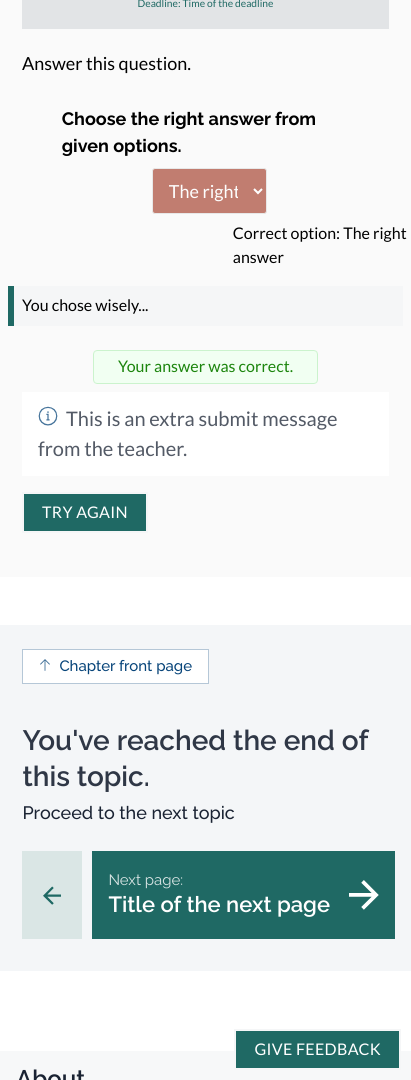 Deadline: Time of the deadline
Answer this question.
Choose the right answer from
given options.
The right
Correct option: The right
answer
You chose wisely...
Your answer was correct.
This is an extra submit message
from the teacher.
TRY AGAIN
Chapter front page
You've reached the end of
this topic.
Proceed to the next topic
Next page:
Title of the next page
GIVE FEEDBACK
About